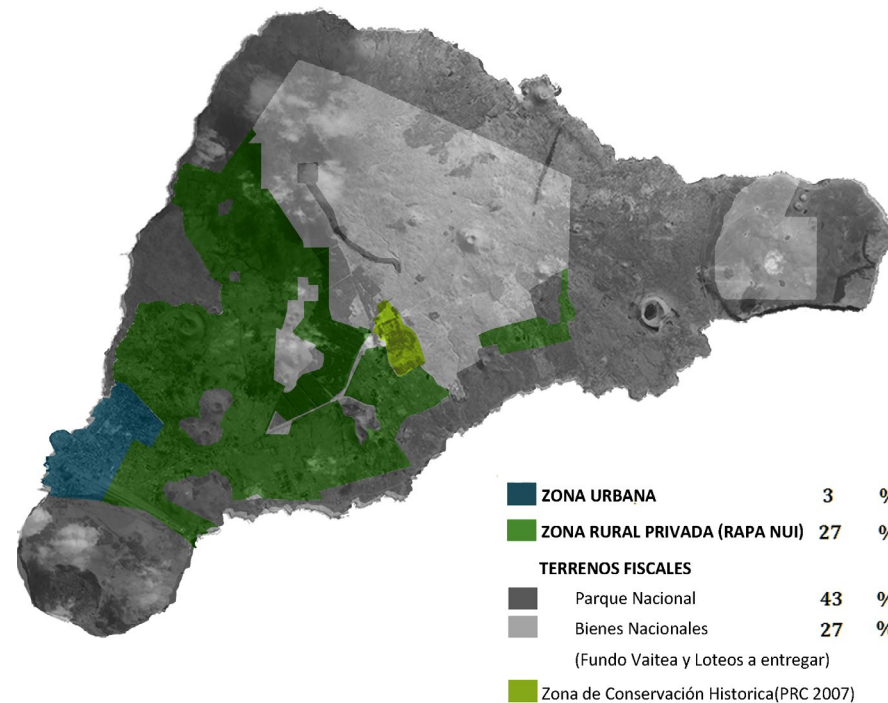 ZONA URBANA 3 %
ZONA RURAL PRIVADA (RAPA NUI) 27 %
TERRENOS FISCALES
Parque Nacional 43 %
Bienes Nacionales 27 %
(Fundo Vaitea y Loteos a entregar)
Zona de Conservación Historica(PRC 2007)